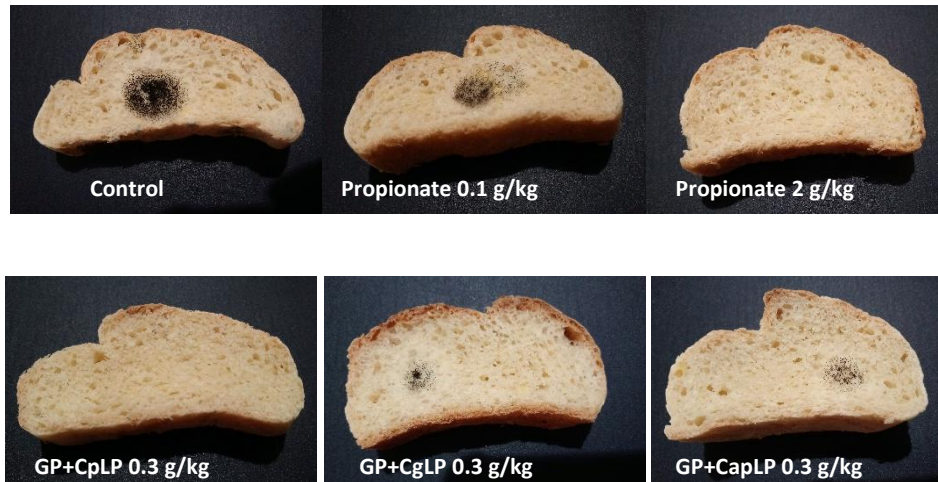 Control
Propionate 0.1 g/kg
Propionate 2 g/kg
GP+CpLP 0.3 g/kg
GP+CgLP 0.3 g/kg
GP+CapLP 0.3 g/kg